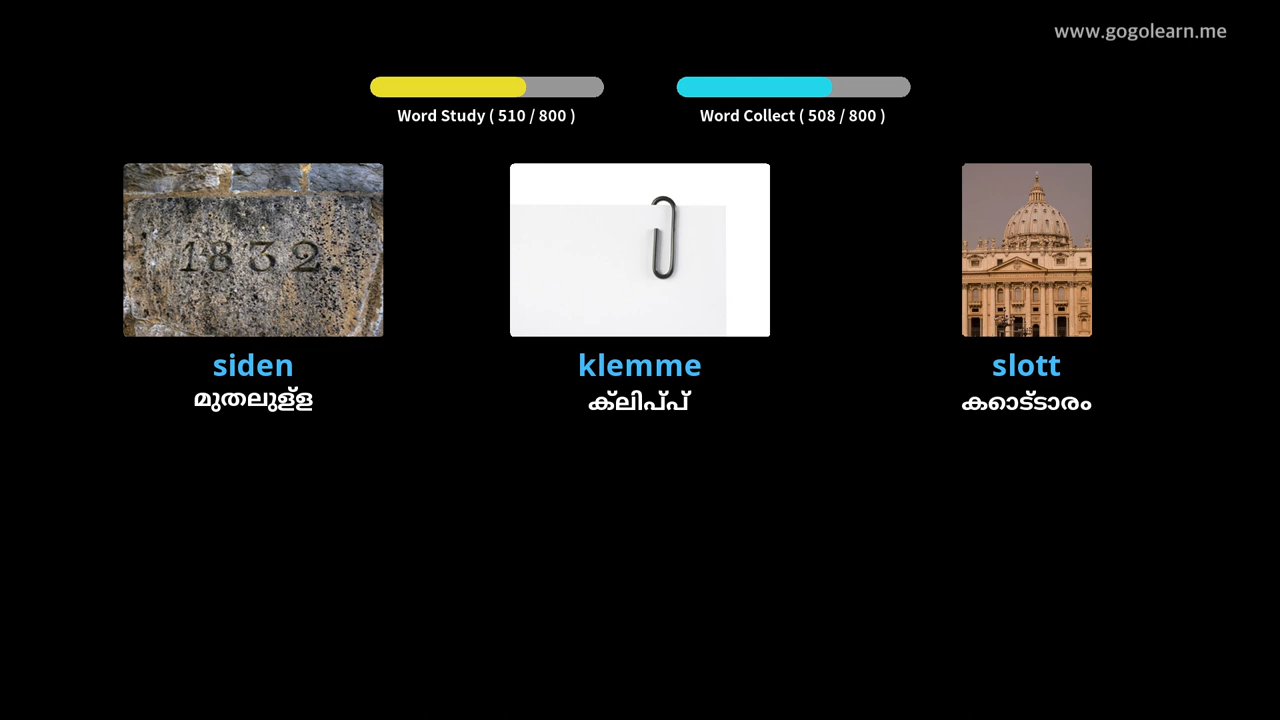 www.gogolearn.me
Word Study ( 510 / 800 )
Word Collect ( 508 / 800 )
1832.
siden
klemme
slott
മുതലുള്ള
ക്ലിപ്പ്
കൊട്ടാരം